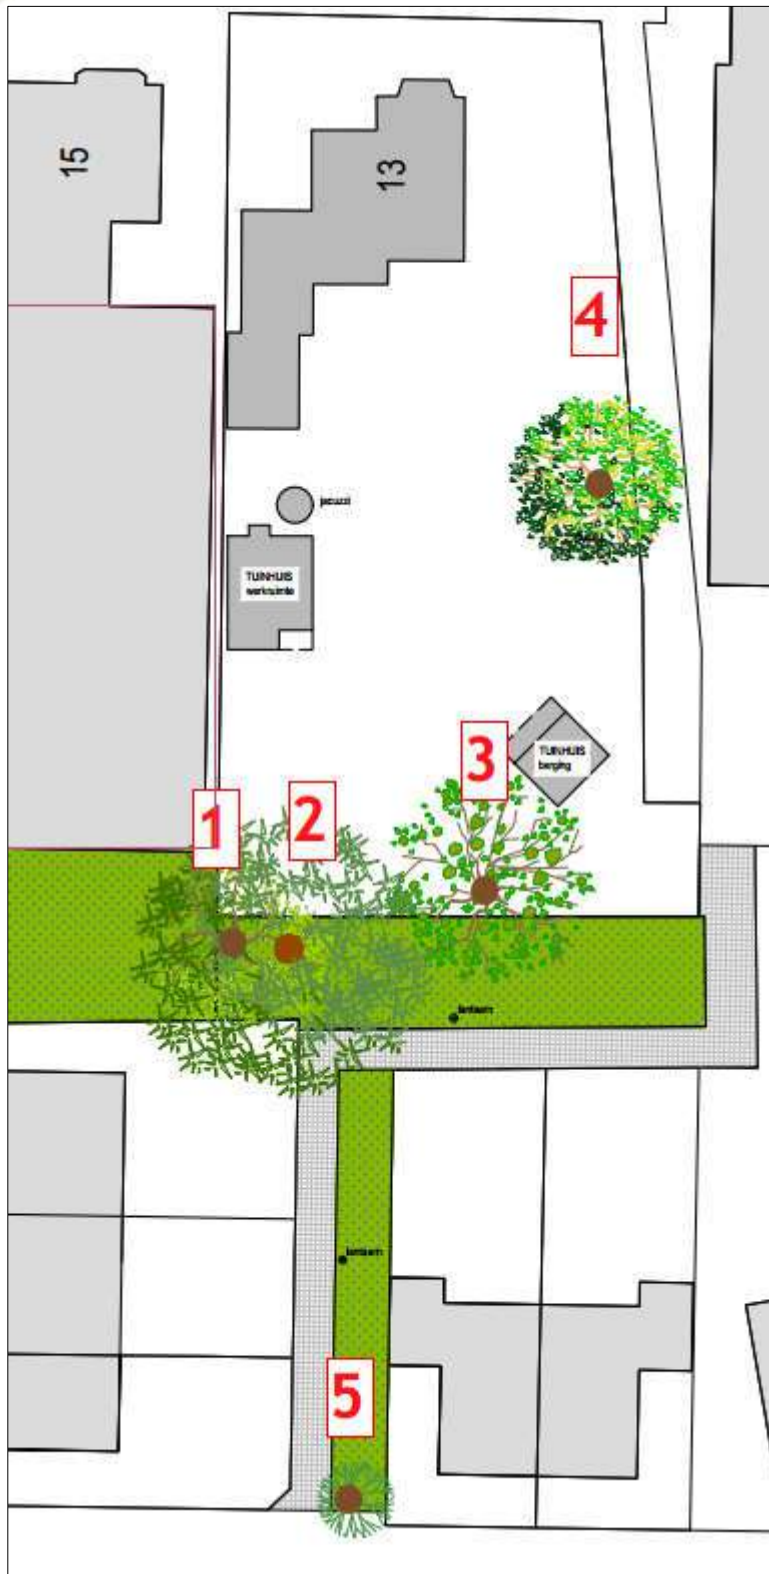 15
13
4
jacuzzi
TUINHUIS
werkruimte
3
TUINHUIS
berging
1
2
lantaarn
lantaarn
5